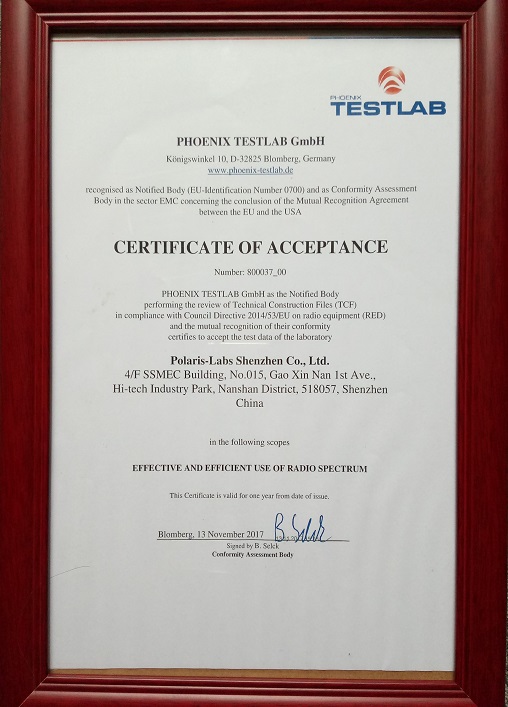 PHOENIX
TESTLAB
PHOENIX TESTLAB GmbH
Königswinkel 10, D-32825 Blomberg, Germany
www.phoenix-testlab.de
recognised as Notified Body (EU-Identification Number 0700) and as Conformity Assessment
Body in the sector EMC concerning the conclusion of the Mutual Recognition Agreement
between the EU and the USA
CERTIFICATE OF ACCEPTANCE
Number: 800037_00
PHOENIX TESTLAB GmbH as the Notified Body
performing the review of Technical Construction Files (TCF)
in compliance with Council Directive 2014/53/EU on radio equipment (RED)
and the mutual recognition of their conformity
certifies to accept the test data of the laboratory
Polaris-Labs Shenzhen Co., Ltd.
4/F SSMEC Building, No.015, Gao Xin Nan 1st Ave.,
Hi-tech Industry Park, Nanshan District, 518057, Shenzhen
China
in the following scopes
EFFECTIVE AND EFFICIENT USE OF RADIO SPECTRUM
This Certificate is valid for one year from date of issue.
Blomberg, 13 November 2017 B. Selck
Signed by B. Selck
Conformity Assessment Body